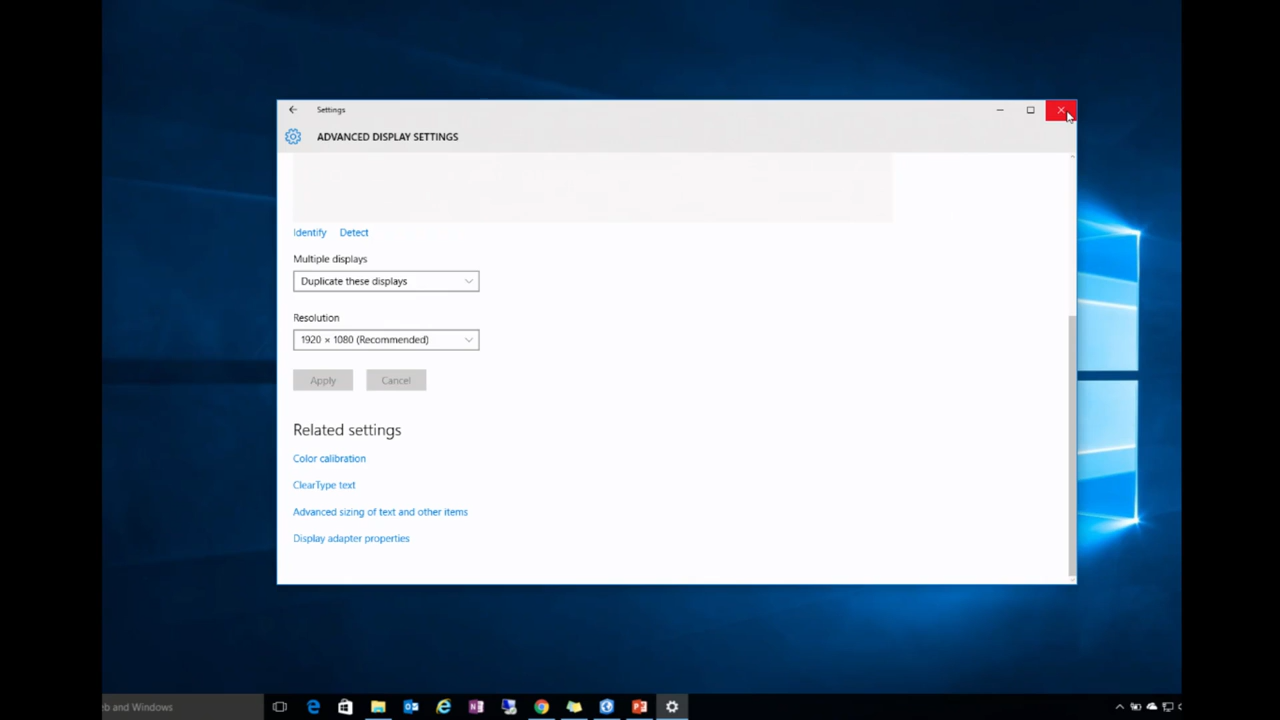 Settings
ADVANCED DISPLAY SETTINGS
Identify Detect
Multiple displays
Duplicate these displays
Resolution
1920 × 1080 (Recommended)
Apply Cancel
Related settings
Color calibration
ClearType text
Advanced sizing of text and other items
Display adapter properties
eb and Windows